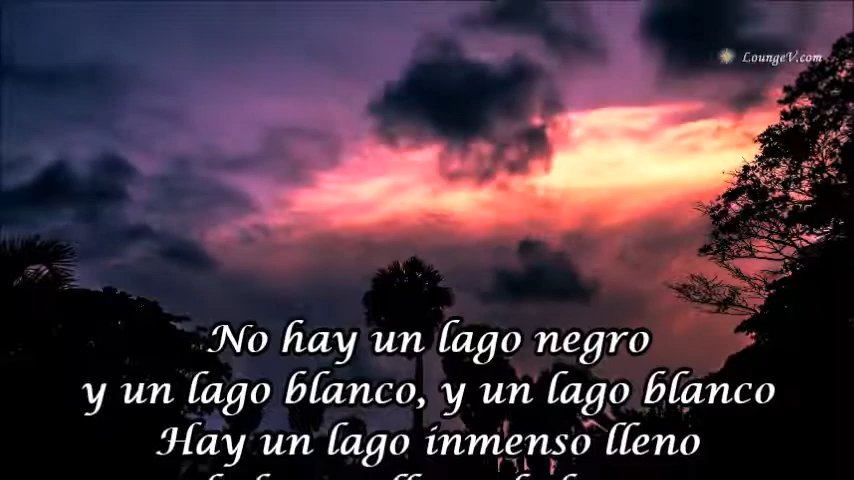 LoungeV.com
No hay un lago negro
y un lago blanco, y un lago blanco
Hay un lago inmenso lleno